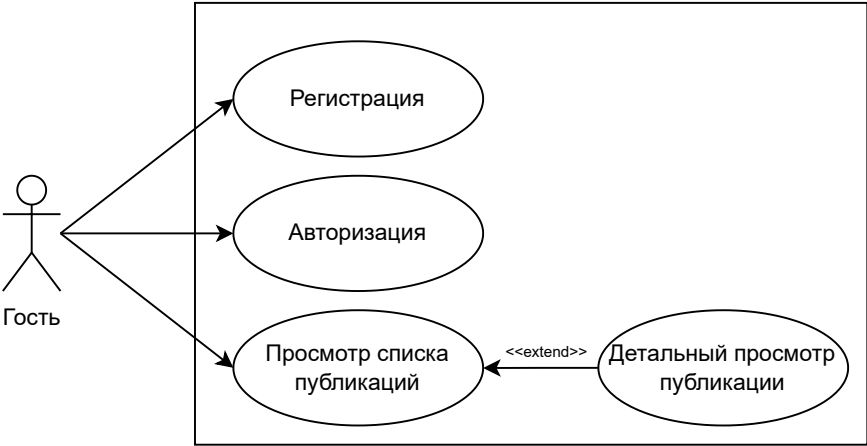 Регистрация
Авторизация
Гость
Просмотр списка
публикаций
<<extend>>
Детальный просмотр
публикации